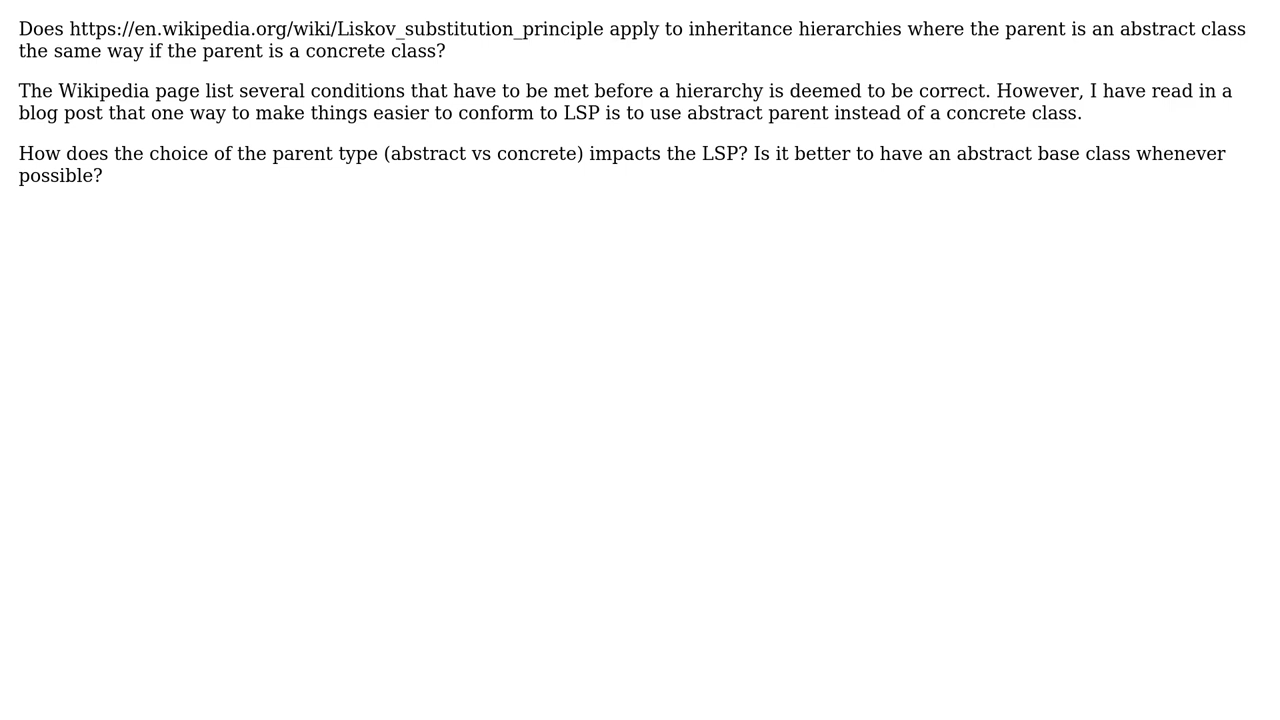 Does https://en.wikipedia.org/wiki/Liskov_substitution_principle apply to inheritance hierarchies where the parent is an abstract class
the same way if the parent is a concrete class?
The Wikipedia page list several conditions that have to be met before a hierarchy is deemed to be correct. However, I have read in a
blog post that one way to make things easier to conform to LSP is to use abstract parent instead of a concrete class.
How does the choice of the parent type (abstract vs concrete) impacts the LSP? Is it better to have an abstract base class whenever
possible?